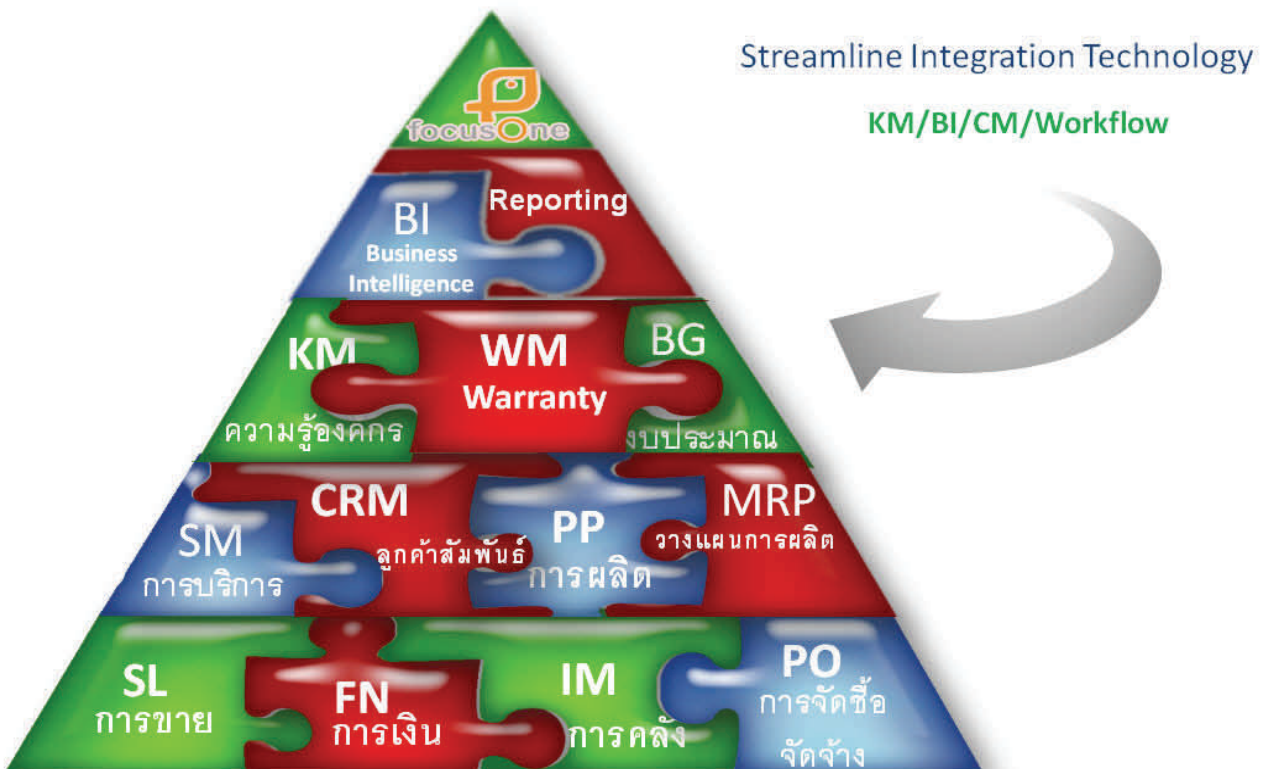 Streamline Integration Technology
KM/BI/CM/Workflow
focusOne
BI
Business
Intelligence
Reporting
KM
ความรู้องค์กร
WM
Warranty
BG
งบประมาณ
SM
การบริการ
CRM
ลูกค้าสัมพันธ์
PP
การผลิต
MRP
วางแผนการผลิต
SL
การขาย
FN
การเงิน
IM
การคลัง
PO
การจัดซื้อ
จัดจ้าง